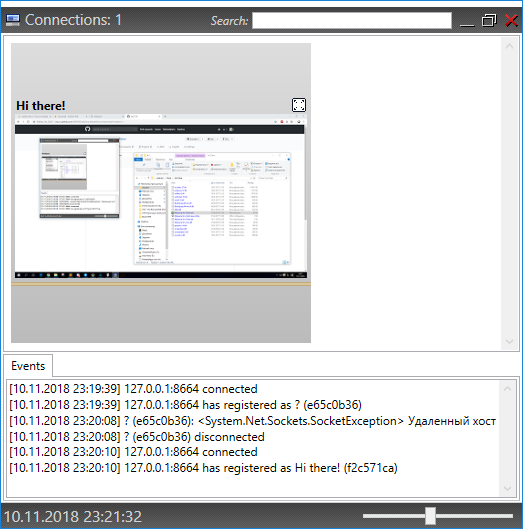 Connections: 1
Search:
Hi there!
Events
[10.11.2018 23:19:39] 127.0.0.1:8664 connected
[10.11.2018 23:19:39] 127.0.0.1:8664 has registered as ? (e65c0b36)
[10.11.2018 23:20:08] ? (e65c0b36): <System.Net.Sockets.SocketException> Удаленный хост
[10.11.2018 23:20:08] ? (e65c0b36) disconnected
[10.11.2018 23:20:10] 127.0.0.1:8664 connected
[10.11.2018 23:20:10] 127.0.0.1:8664 has registered as Hi there! (f2c571ca)
10.11.2018 23:21:32